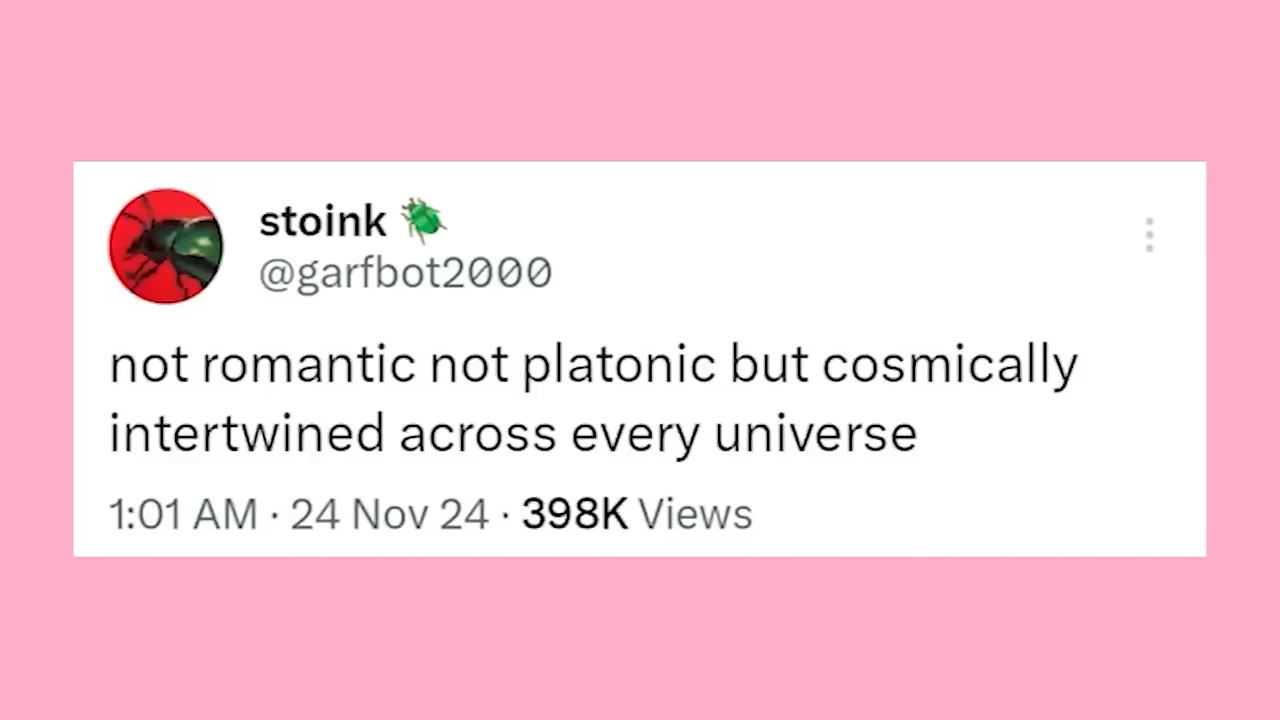 stoink 🪲
@garfbot2000
not romantic not platonic but cosmically
intertwined across every universe
1:01 AM · 24 Nov 24 · 398K Views